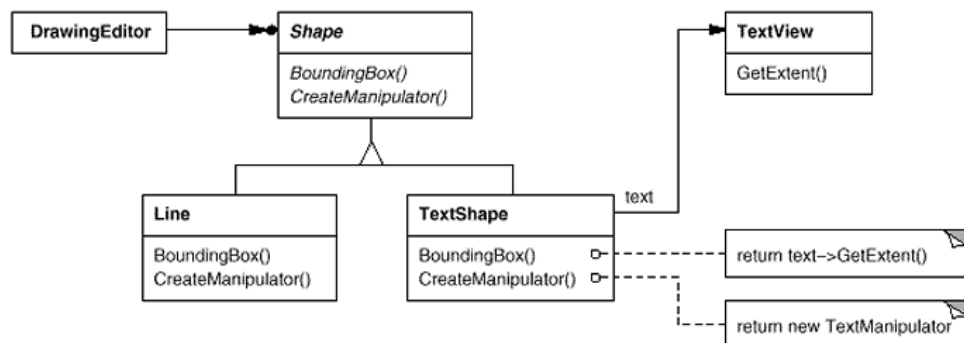 DrawingEditor
Shape
BoundingBox()
CreateManipulator()
TextView
GetExtent()
text
Line
BoundingBox()
CreateManipulator()
TextShape
BoundingBox()
CreateManipulator()
return text->GetExtent()
return new TextManipulator